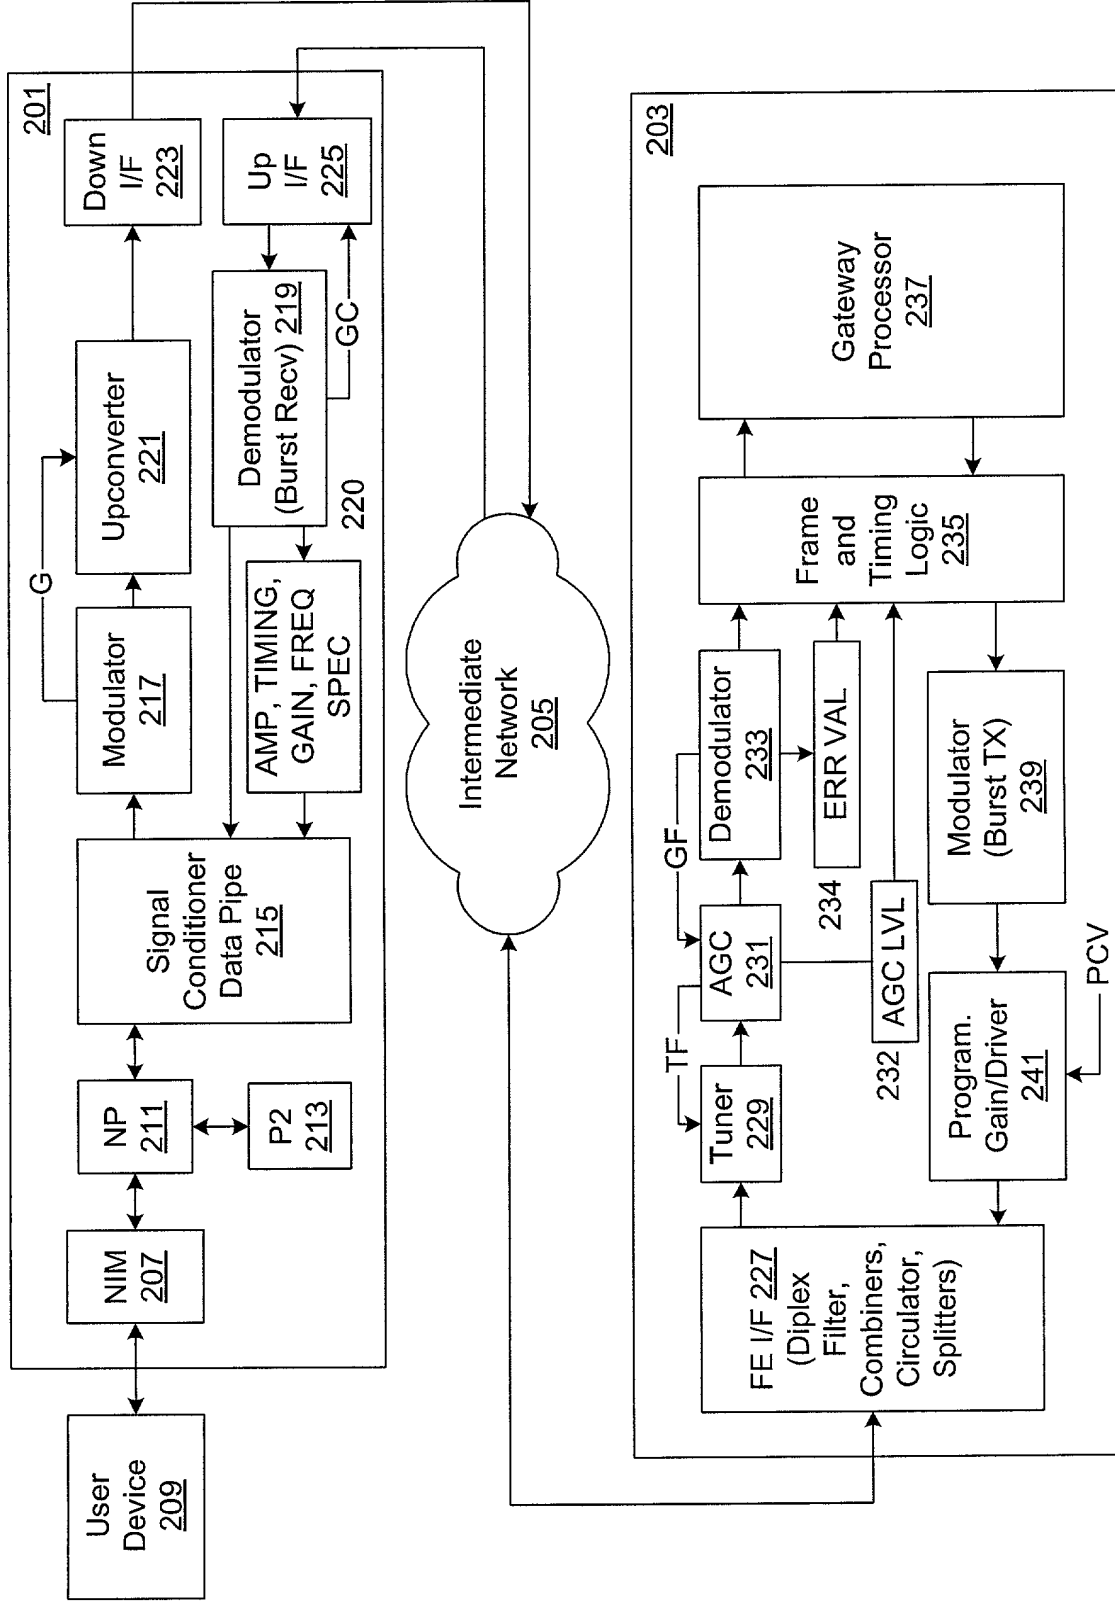 201
User
Device
209
NIM
207
NP
211
P2
213
Signal
Conditioner
Data Pipe
215
Modulator
217
G
Upconverter
221
Down
I/F
223
AMP, TIMING,
GAIN, FREQ
SPEC
220
Demodulator
(Burst Recv) 219
GC
Up
I/F
225
Intermediate
Network
205
203
FE I/F 227
(Diplex
Filter,
Combiners,
Circulator,
Splitters)
Tuner
229
TF
AGC
231
GF
Demodulator
233
234
ERR VAL
232
AGC LVL
Frame
and
Timing
Logic
235
Gateway
Processor
237
Program.
Gain/Driver
241
PCV
Modulator
(Burst TX)
239